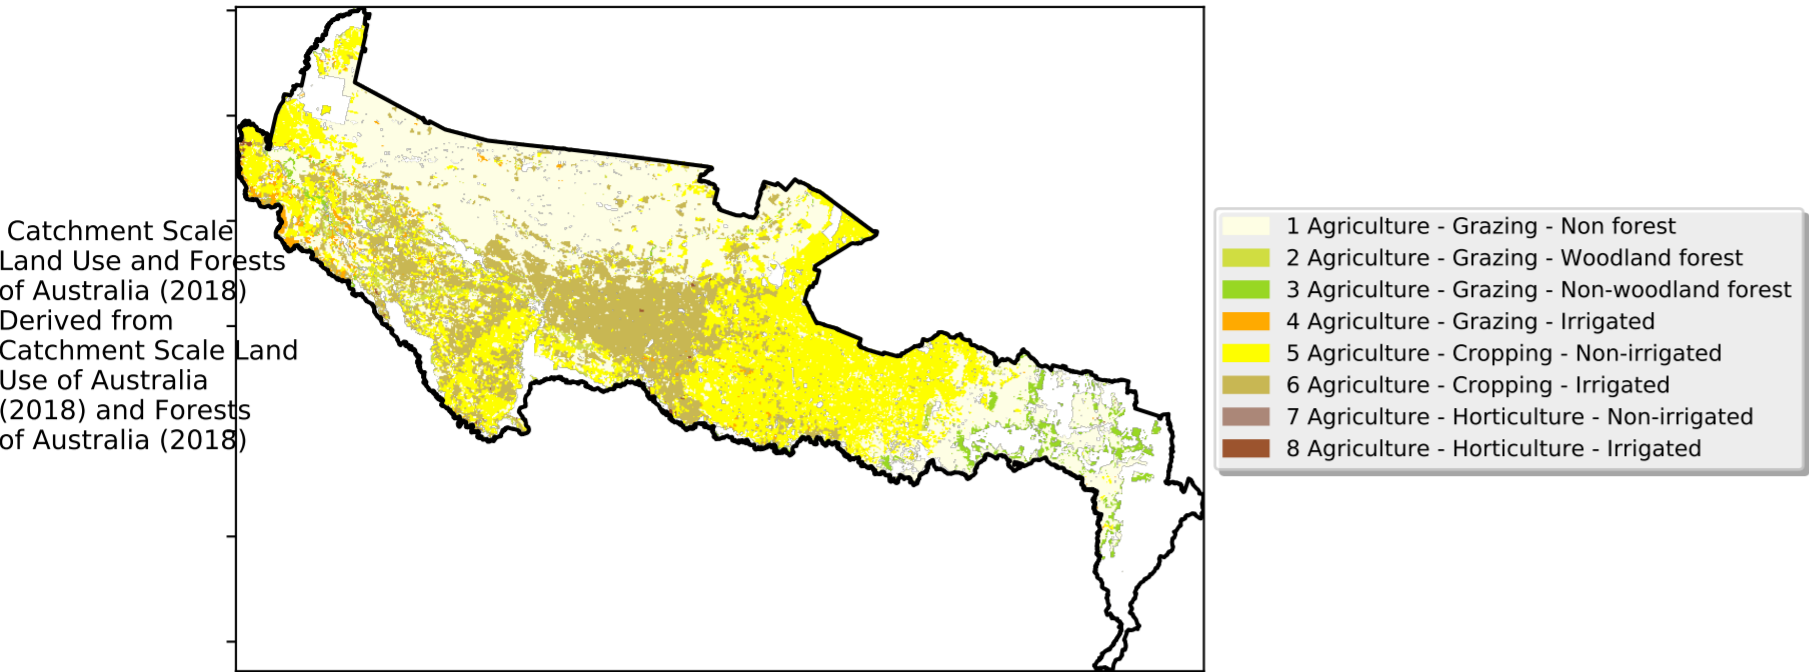 Catchment Scale
Land Use and Forests
of Australia (2018)
Derived from
Catchment Scale Land
Use of Australia
(2018) and Forests
of Australia (2018)
1 Agriculture - Grazing - Non forest
2 Agriculture - Grazing - Woodland forest
3 Agriculture - Grazing - Non-woodland forest
4 Agriculture - Grazing - Irrigated
5 Agriculture - Cropping - Non-irrigated
6 Agriculture - Cropping - Irrigated
7 Agriculture - Horticulture - Non-irrigated
8 Agriculture - Horticulture - Irrigated